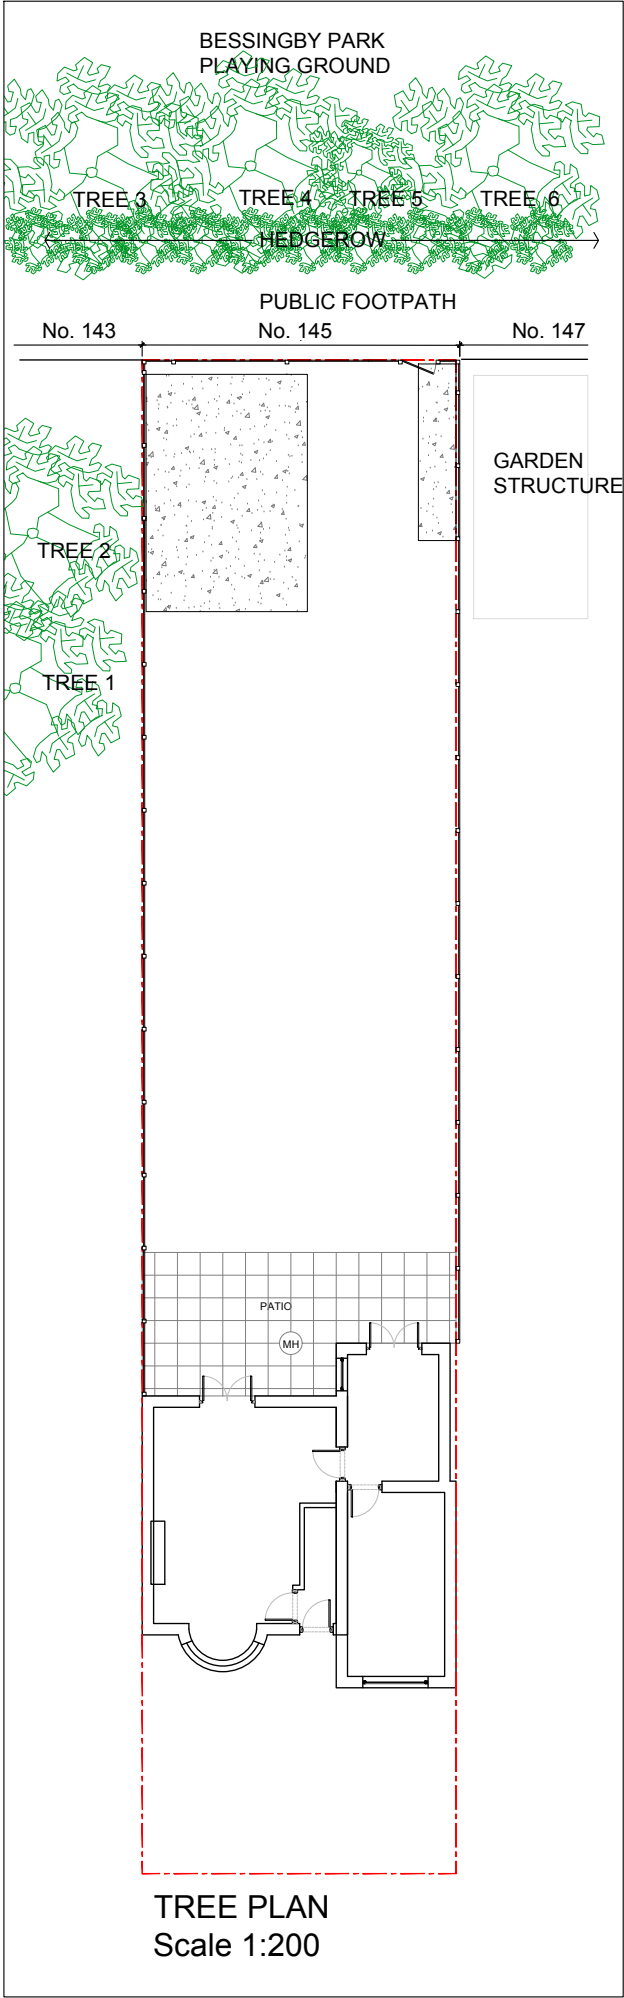 BESSINGBY PARK
PLAYING GROUND
TREE 3
TREE 4
TREE 5
TREE 6
HEDGEROW
PUBLIC FOOTPATH
No. 143
No. 145
No. 147
GARDEN
STRUCTURE
TREE 2
TREE 1
PATIO
MH
TREE PLAN
Scale 1:200